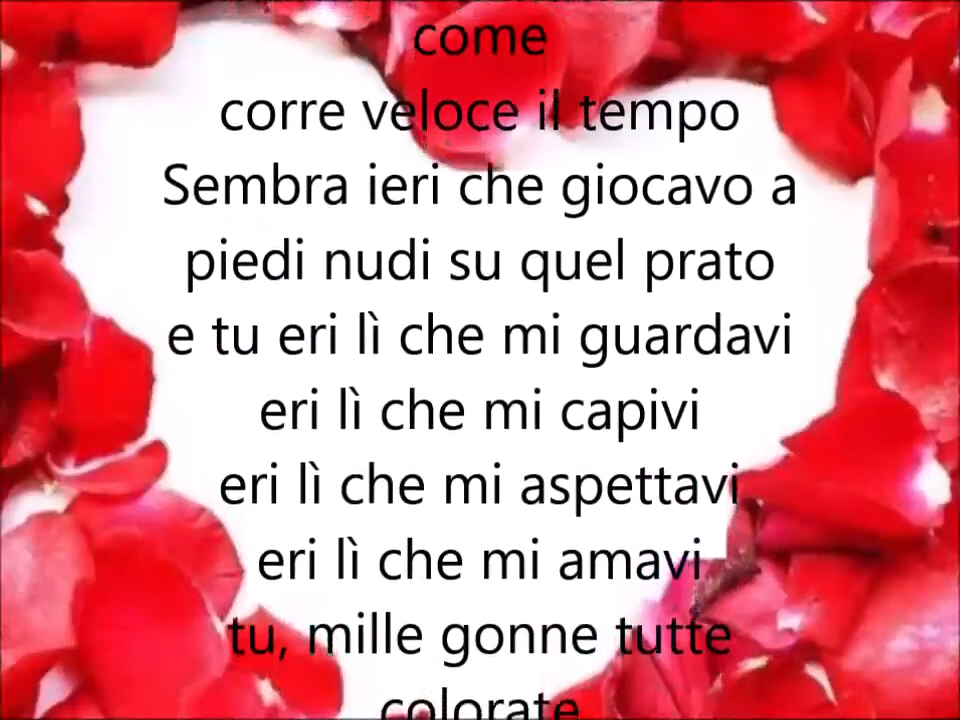 come
corre veloce il tempo
Sembra ieri che giocavo a
piedi nudi su quel prato
e tu eri lì che mi guardavi
eri lì che mi capivi
eri lì che mi aspettavi
eri lì che mi amavi
tu, mille gonne tutte
colorate